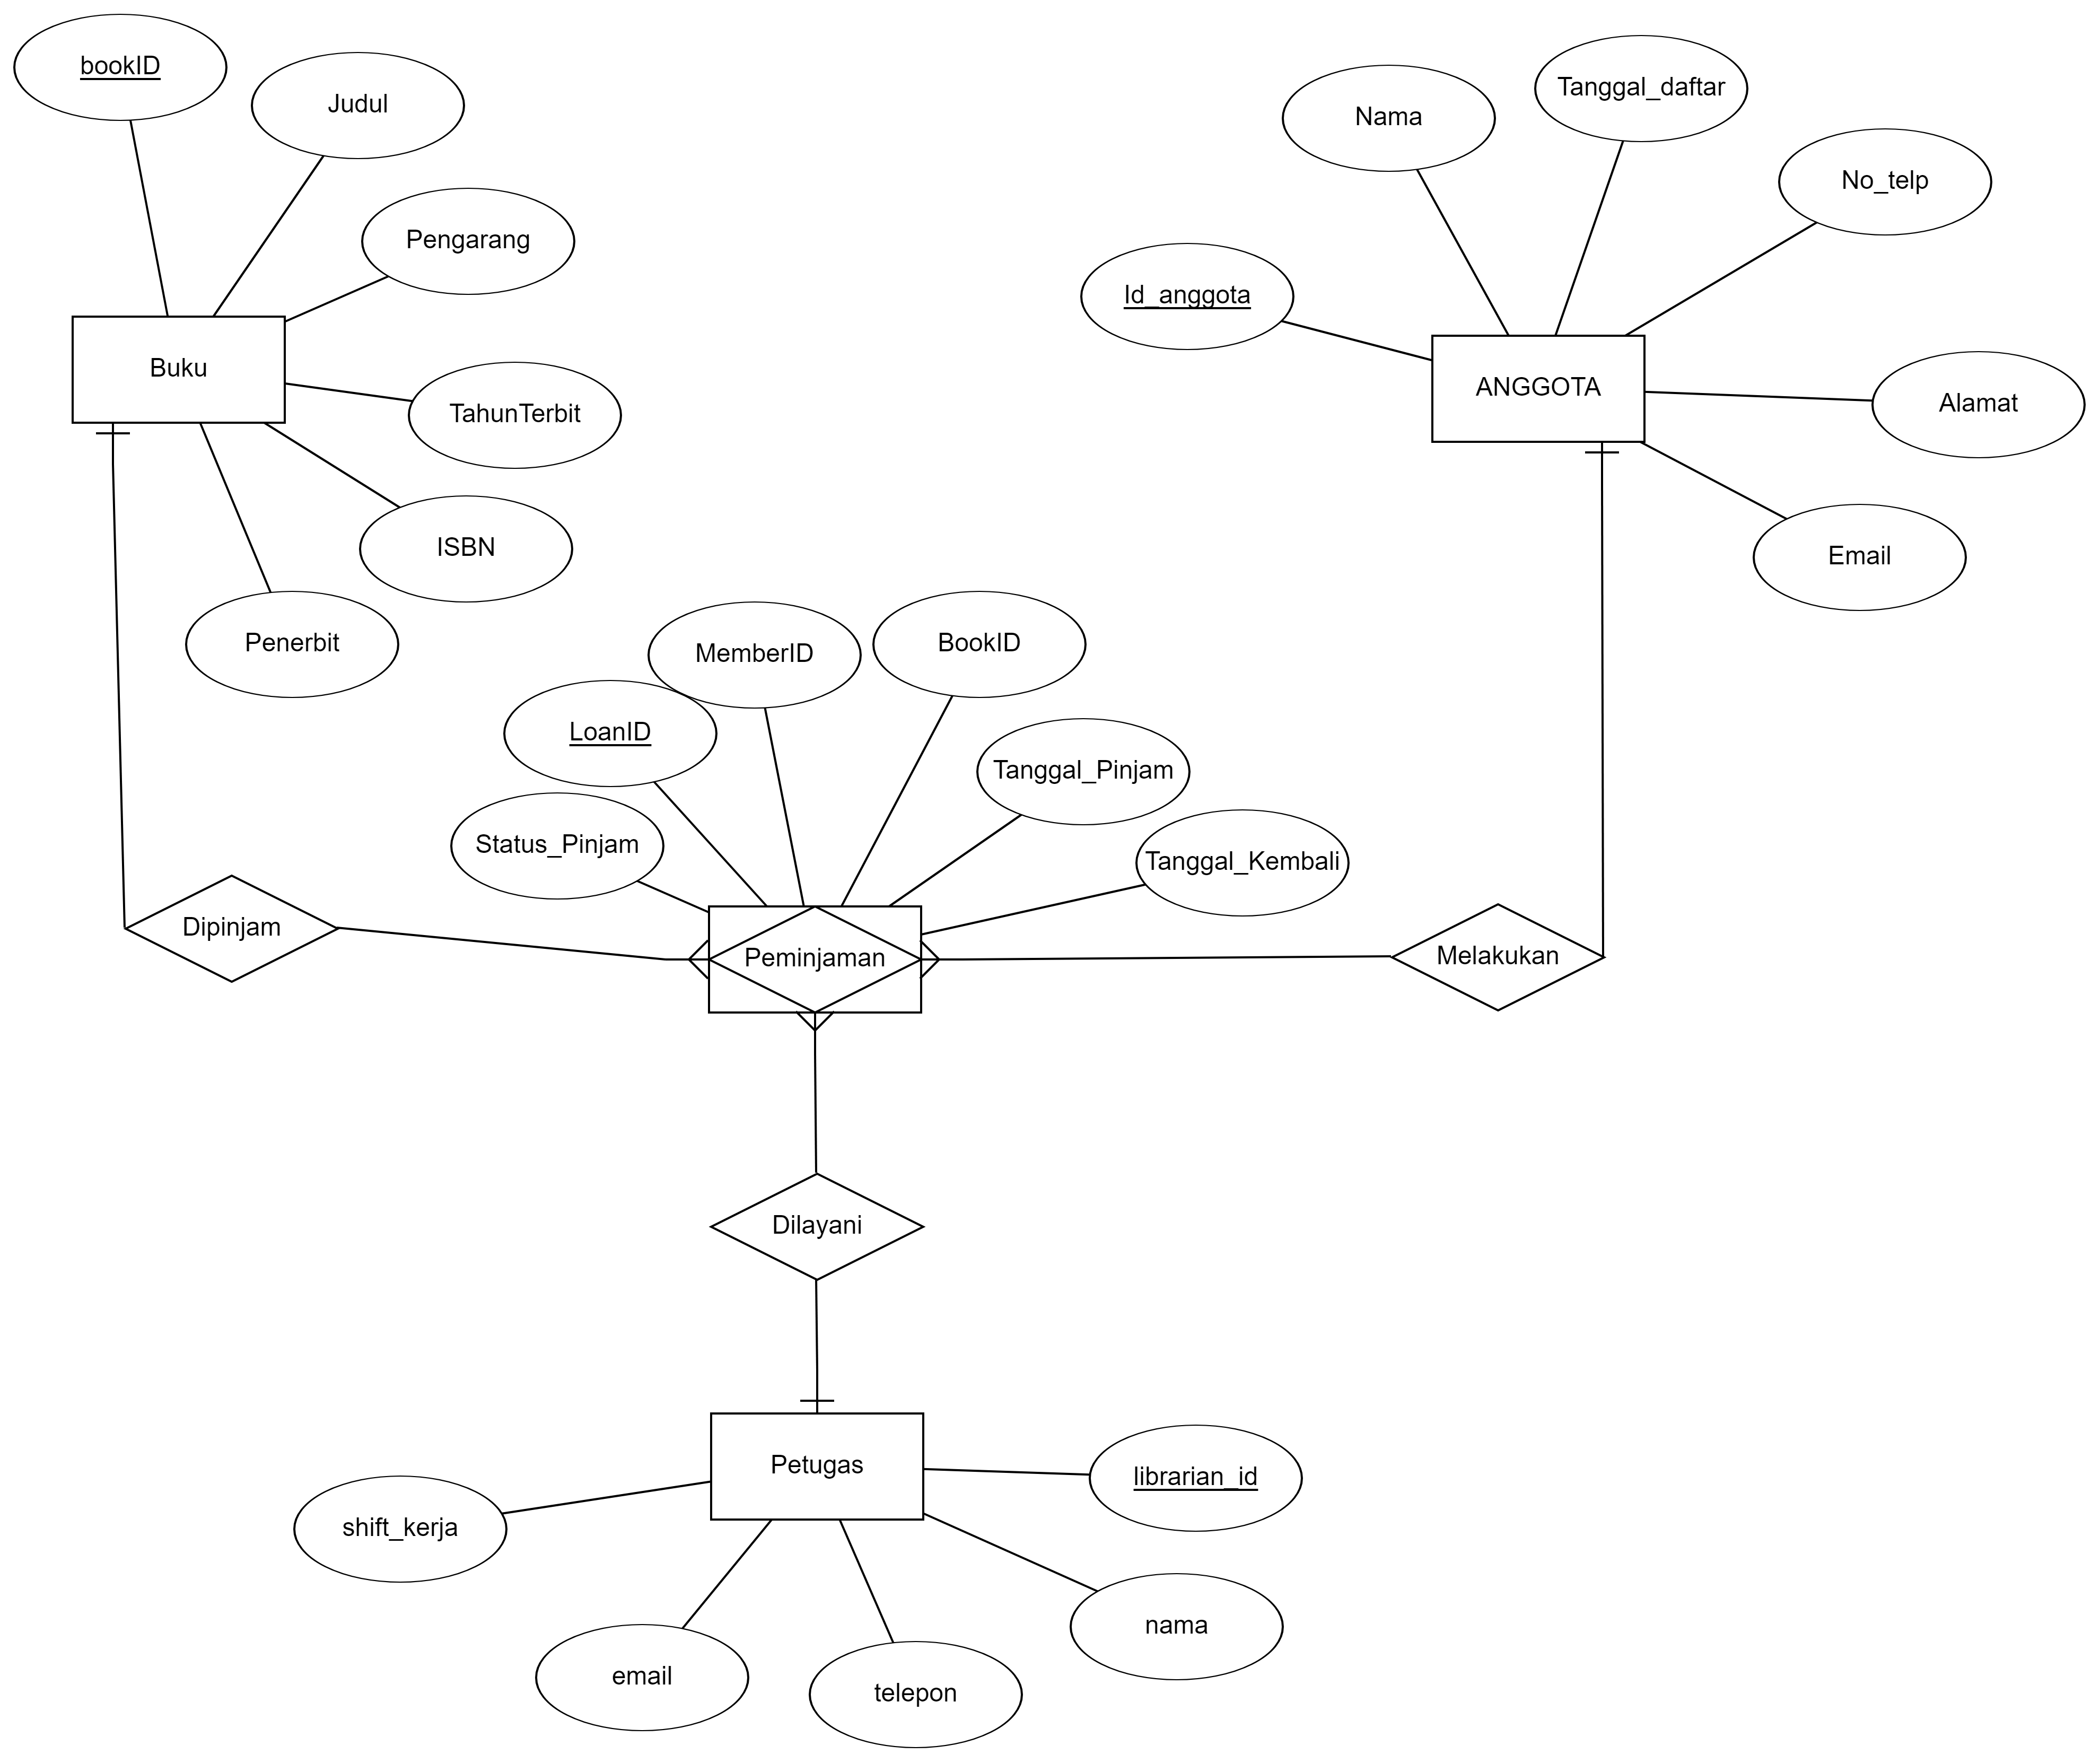 bookID
Judul
Pengarang
Buku
TahunTerbit
ISBN
Penerbit
Nama
Tanggal_daftar
No_telp
Id_anggota
ANGGOTA
Alamat
Email
MemberID
BookID
LoanID
Tanggal_Pinjam
Status_Pinjam
Tanggal_Kembali
Dipinjam
Peminjaman
Melakukan
Dilayani
Petugas
librarian_id
shift_kerja
nama
email
telepon